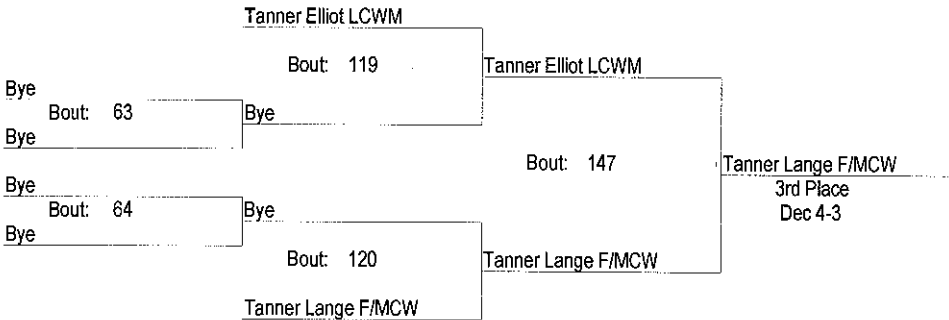 Tanner Elliot LCWM
Bout: 119
Tanner Elliot LCWM
Bye
Bout: 63
Bye
Bye
Bout: 147
Tanner Lange F/MCW
3rd Place
Dec 4-3
Bye
Bout: 64
Bye
Bye
Bout: 120
Tanner Lange F/MCW
Tanner Lange F/MCW